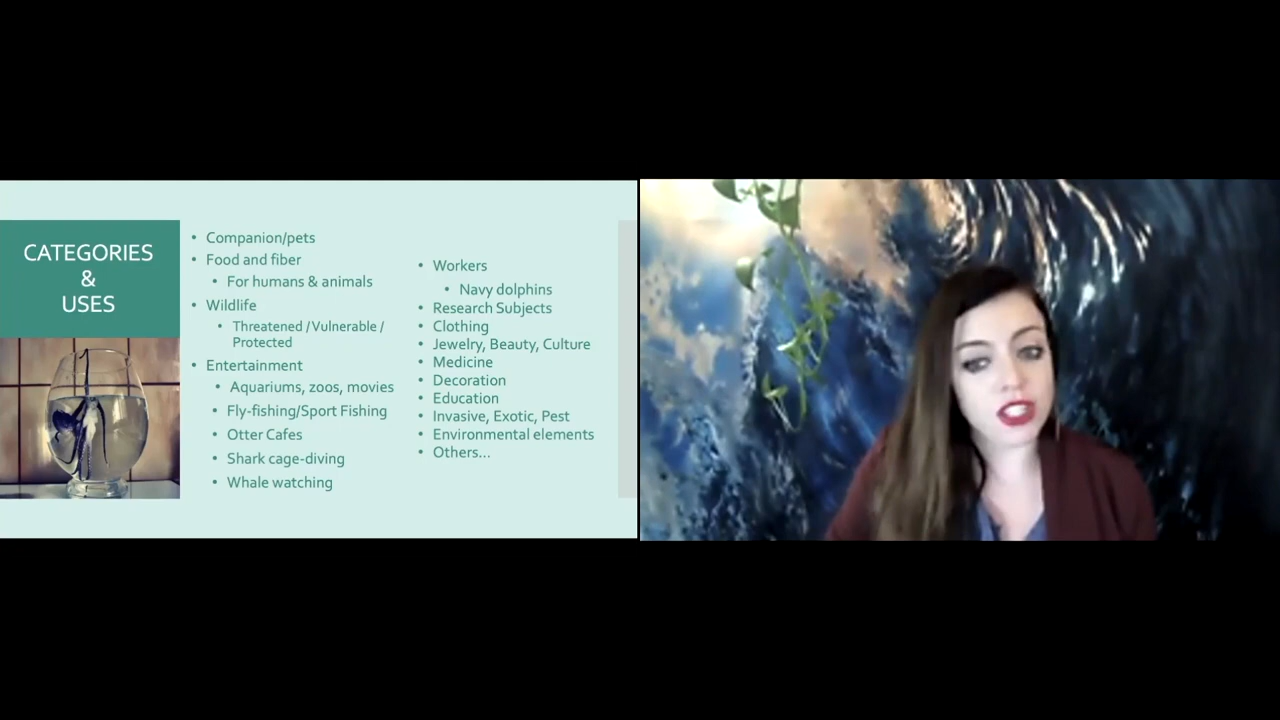 CATEGORIES
&
USES
• Companion/pets
• Food and fiber
• For humans & animals
• Wildlife
• Threatened / Vulnerable /
Protected
• Entertainment
• Aquariums, zoos, movies
• Fly-fishing/Sport Fishing
• Otter Cafes
• Shark cage-diving
• Whale watching
• Workers
• Navy dolphins
• Research Subjects
• Clothing
• Jewelry, Beauty, Culture
• Medicine
• Decoration
• Education
• Invasive, Exotic, Pest
• Environmental elements
• Others...